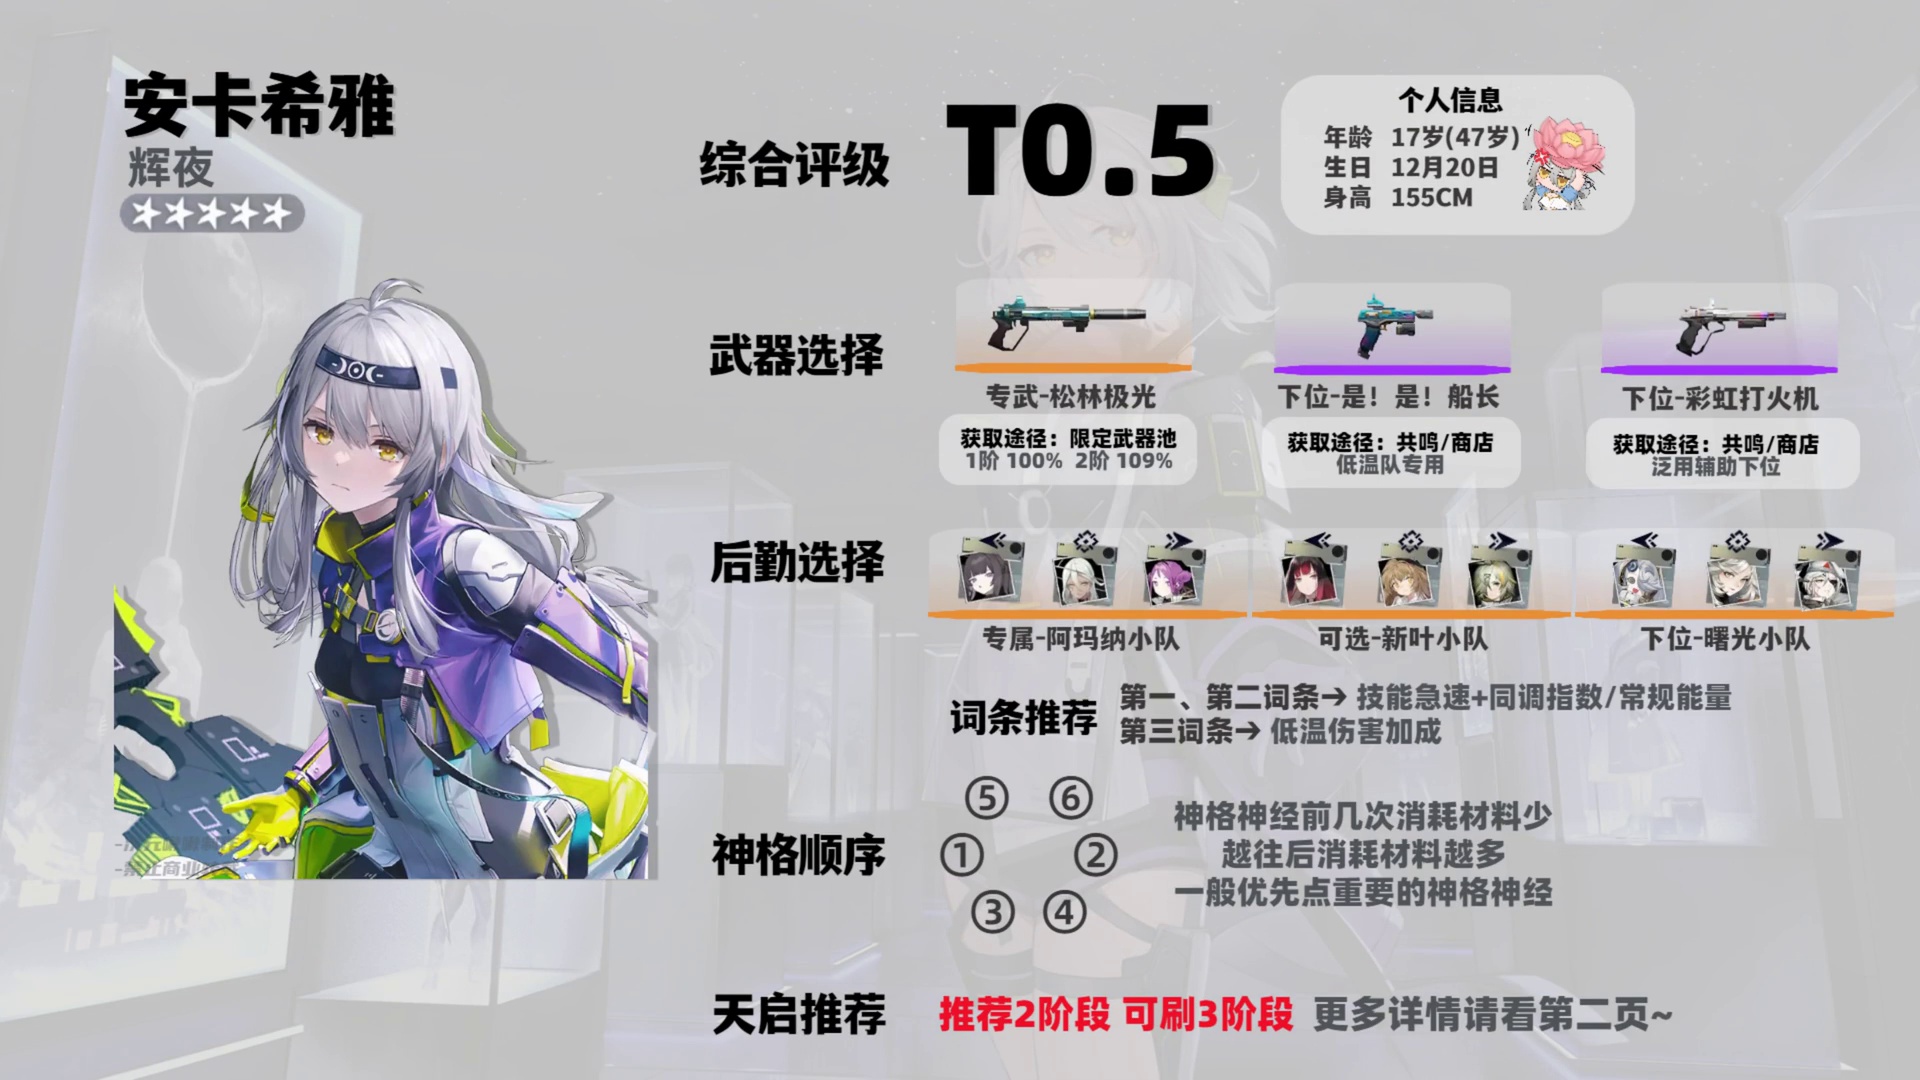 安卡希雅
辉夜
综合评级
T0.5
个人信息
年龄 17岁(47岁)
生日 12月20日
身高 155CM
武器选择
专武-松林极光
获取途径：限定武器池
1阶 100% 2阶 109%
下位-是！是！船长
获取途径：共鸣/商店
低温队专用
下位-彩虹打火机
获取途径：共鸣/商店
泛用辅助下位
后勤选择
专属-阿玛纳小队
可选-新叶小队
下位-曙光小队
词条推荐
第一、第二词条→ 技能急速+同调指数/常规能量
第三词条→ 低温伤害加成
神格顺序
⑤ ⑥
① ②
③ ④
神格神经前几次消耗材料少
越往后消耗材料越多
一般优先点重要的神格神经
天启推荐
推荐2阶段 可刷3阶段 更多详情请看第二页~